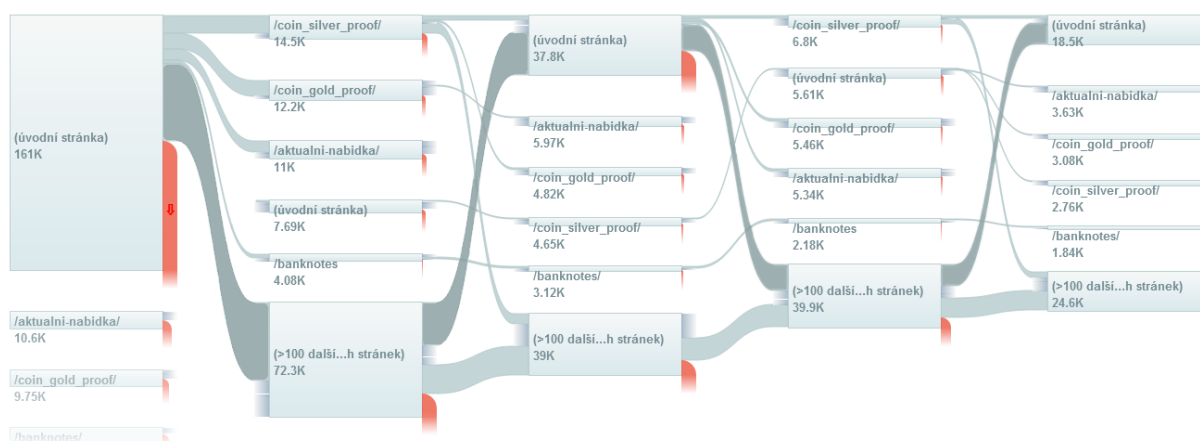 (úvodní stránka)
161K
/aktualni-nabidka/
10.6K
/coin_gold_proof/
9.75K
/banknotes/
/coin_silver_proof/
14.5K
/coin_gold_proof/
12.2K
/aktualni-nabidka/
11K
(úvodní stránka)
7.69K
/banknotes
4.08K
(>100 další...h stránek)
72.3K
(úvodní stránka)
37.8K
/aktualni-nabidka/
5.97K
/coin_gold_proof/
4.82K
/coin_silver_proof/
4.65K
/banknotes/
3.12K
(>100 další...h stránek)
39K
/coin_silver_proof/
6.8K
(úvodní stránka)
5.61K
/coin_gold_proof/
5.46K
/aktualni-nabidka/
5.34K
/banknotes
2.18K
(>100 další...h stránek)
39.9K
(úvodní stránka)
18.5K
/aktualni-nabidka/
3.63K
/coin_gold_proof/
3.08K
/coin_silver_proof/
2.76K
/banknotes/
1.84K
(>100 další...h stránek)
24.6K